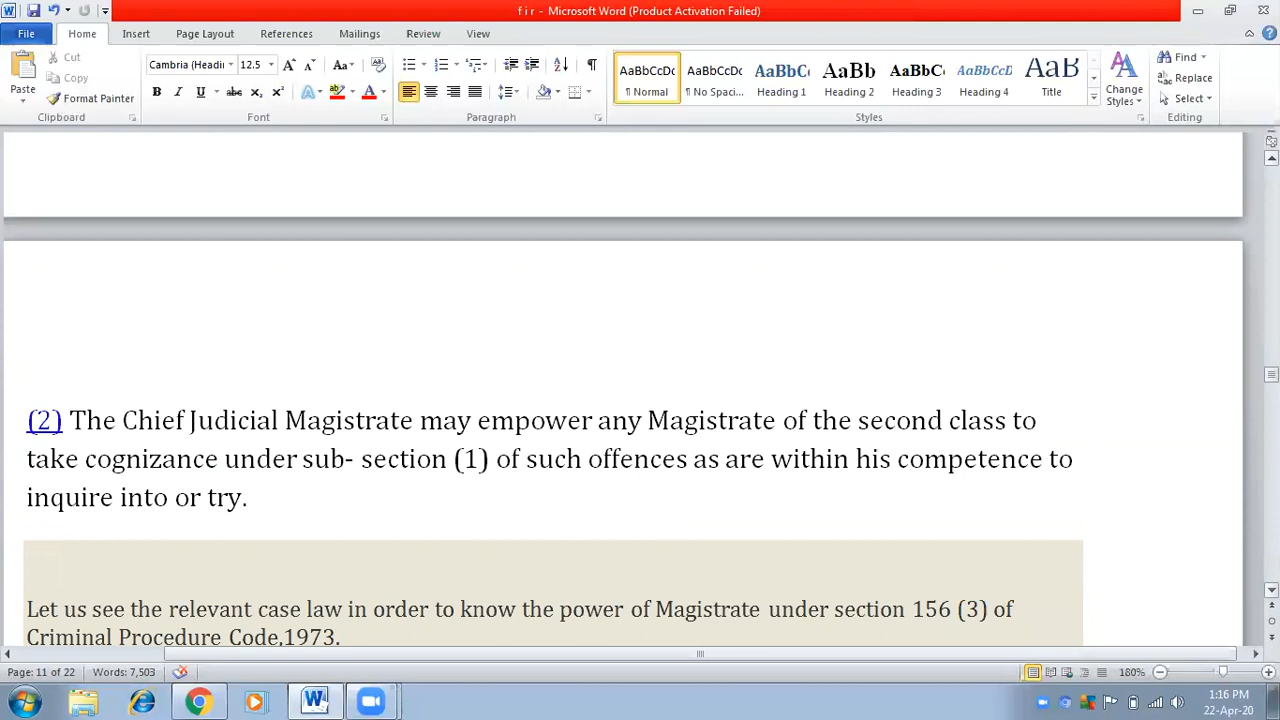 f i r - Microsoft Word (Product Activation Failed)
File Home Insert Page Layout References Mailings Review View
Paste
Cut
Copy
Format Painter
Clipboard
Cambria (Headi 12.5
Font
Paragraph
AaBbCcDc AaBbCcDc AaBbC AaBb AaBbC AaBbCcD AaB
¶ Normal ¶ No Spaci... Heading 1 Heading 2 Heading 3 Heading 4 Title
Styles
Change Styles
Find
Replace
Select
Editing
(2) The Chief Judicial Magistrate may empower any Magistrate of the second class to
take cognizance under sub- section (1) of such offences as are within his competence to
inquire into or try.
Let us see the relevant case law in order to know the power of Magistrate under section 156 (3) of
Criminal Procedure Code,1973.
Page: 11 of 22 Words: 7,503 180%
1:16 PM
22-Apr-20